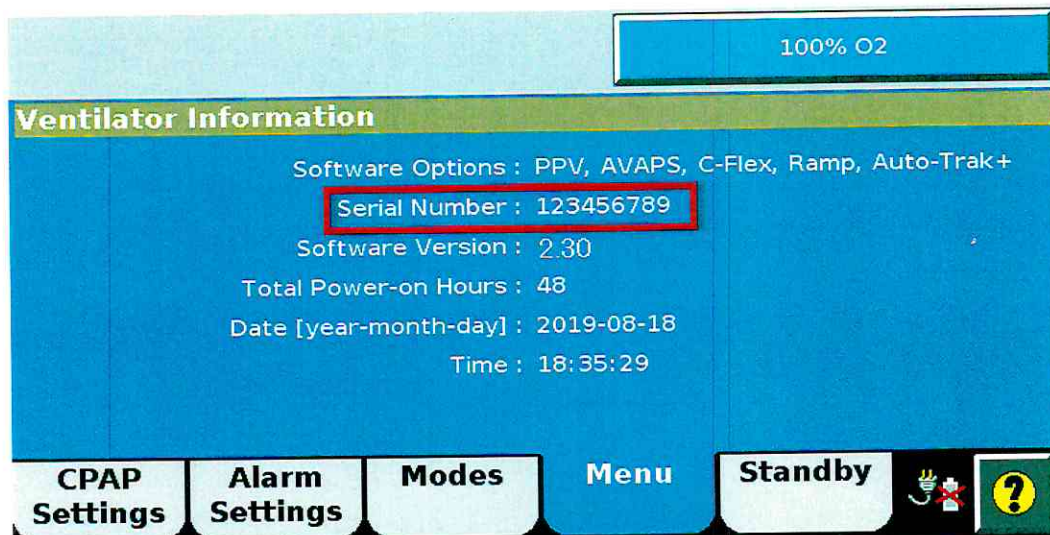 100% O2
Ventilator Information
Software Options : PPV, AVAPS, C-Flex, Ramp, Auto-Trak+
Serial Number : 123456789
Software Version : 2.30
Total Power-on Hours : 48
Date [year-month-day] : 2019-08-18
Time : 18:35:29
CPAP Settings
Alarm Settings
Modes
Menu
Standby
?